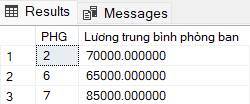 Results Messages
PHG Lương trung bình phòng ban
1 2 70000.000000
2 6 65000.000000
3 7 85000.000000